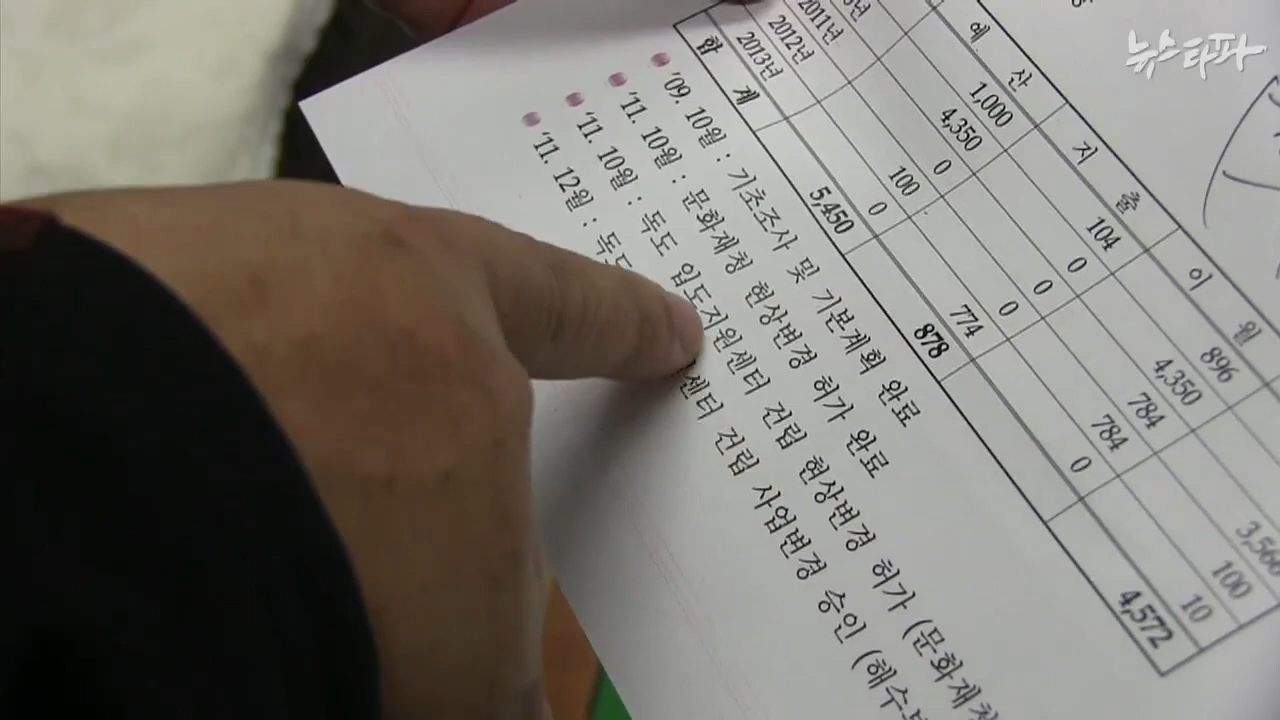 뉴스타파
예 산 지 출 이 월
1,000 104 896
4,350 0 4,350
2011년 0 0 784 3,566
2012년 100 0 784 100
2013년 0 774 0 10
합 계 5,450 878 4,572
'09. 10월 : 기초조사 및 기본계획 완료
'11. 10월 : 문화재청 현상변경 허가 완료
'11. 10월 : 독도 입도지원센터 건립 현상변경 허가 (문화재청
'11. 12월 : 독도 센터 건립 사업변경 승인 (해수